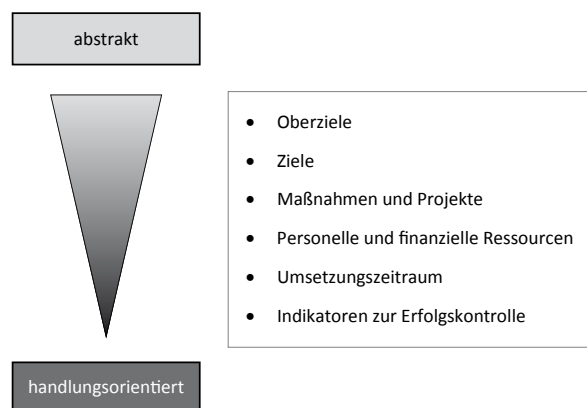 abstrakt
• Oberziele
• Ziele
• Maßnahmen und Projekte
• Personelle und finanzielle Ressourcen
• Umsetzungszeitraum
• Indikatoren zur Erfolgskontrolle
handlungsorientiert